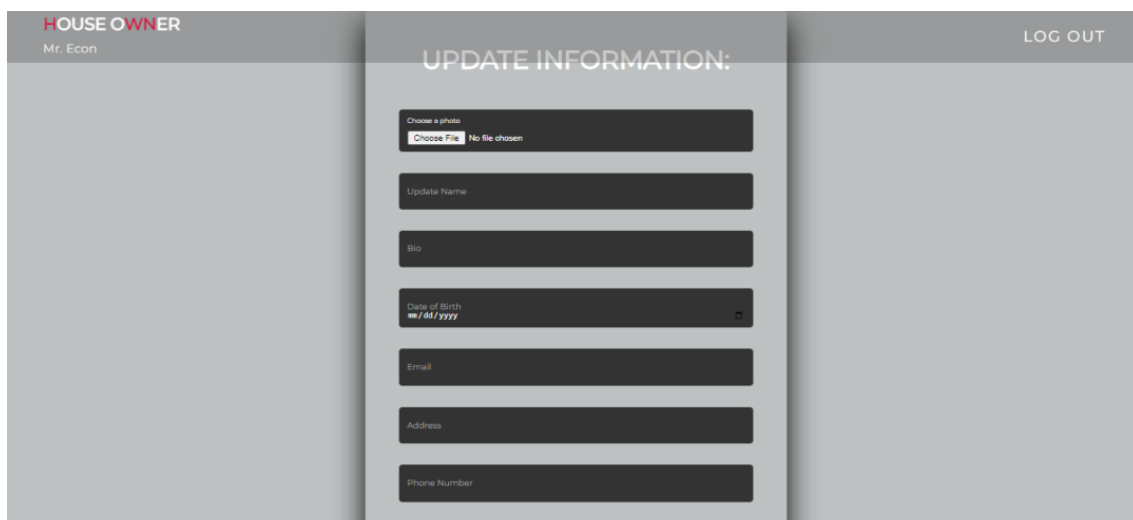 HOUSE OWNER
Mr. Econ
LOG OUT
UPDATE INFORMATION:
Choose a photo
Choose File No file chosen
Update Name
Bio
Date of Birth
mm/dd/yyyy
Email
Address
Phone Number